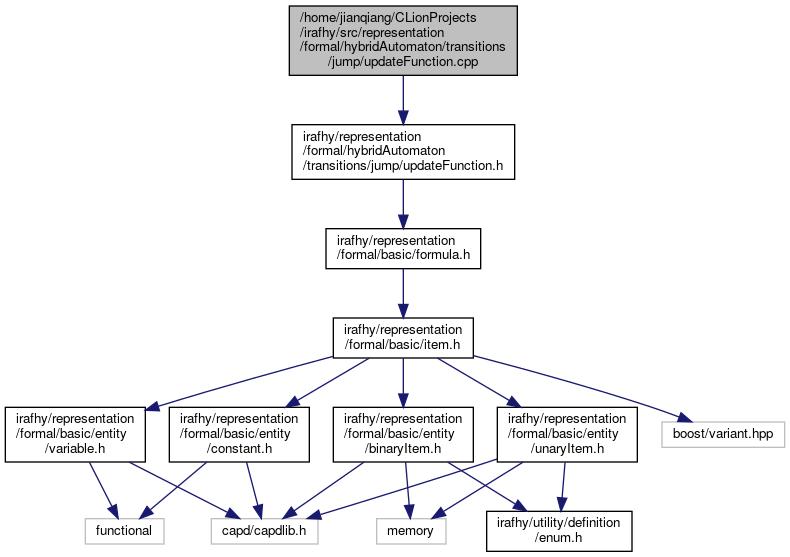 /home/jianqiang/CLionProjects
/irafhy/src/representation
/formal/hybridAutomaton/transitions
/jump/updateFunction.cpp
irafhy/representation
/formal/hybridAutomaton
/transitions/jump/updateFunction.h
irafhy/representation
/formal/basic/formula.h
irafhy/representation
/formal/basic/item.h
irafhy/representation
/formal/basic/entity
/variable.h
irafhy/representation
/formal/basic/entity
/constant.h
irafhy/representation
/formal/basic/entity
/binaryItem.h
irafhy/representation
/formal/basic/entity
/unaryItem.h
boost/variant.hpp
functional
capd/capdlib.h
memory
irafhy/utility/definition
/enum.h